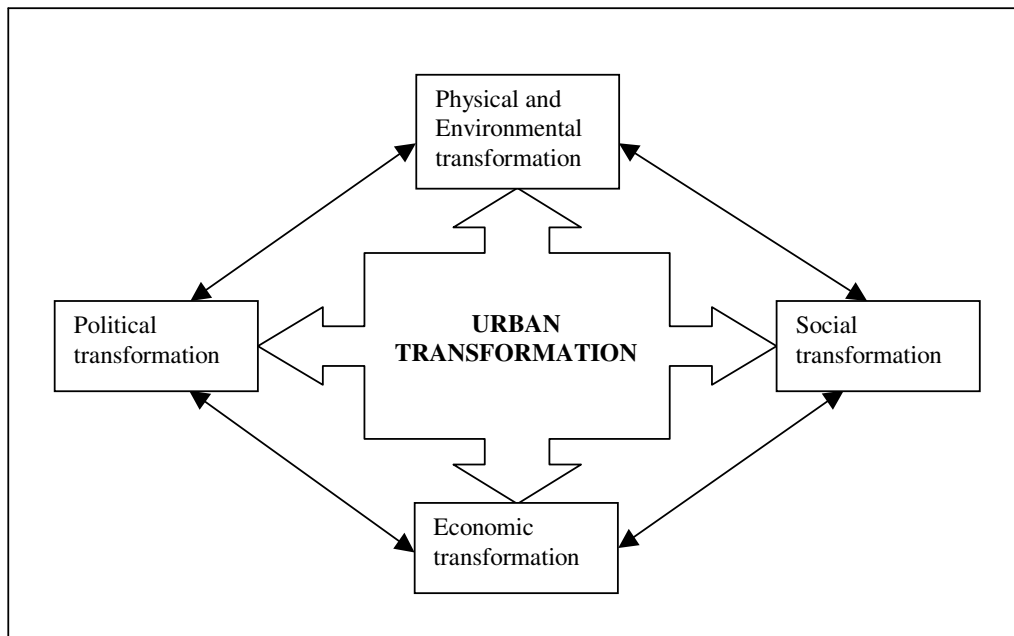 Physical and
Environmental
transformation
Political
transformation
URBAN
TRANSFORMATION
Social
transformation
Economic
transformation